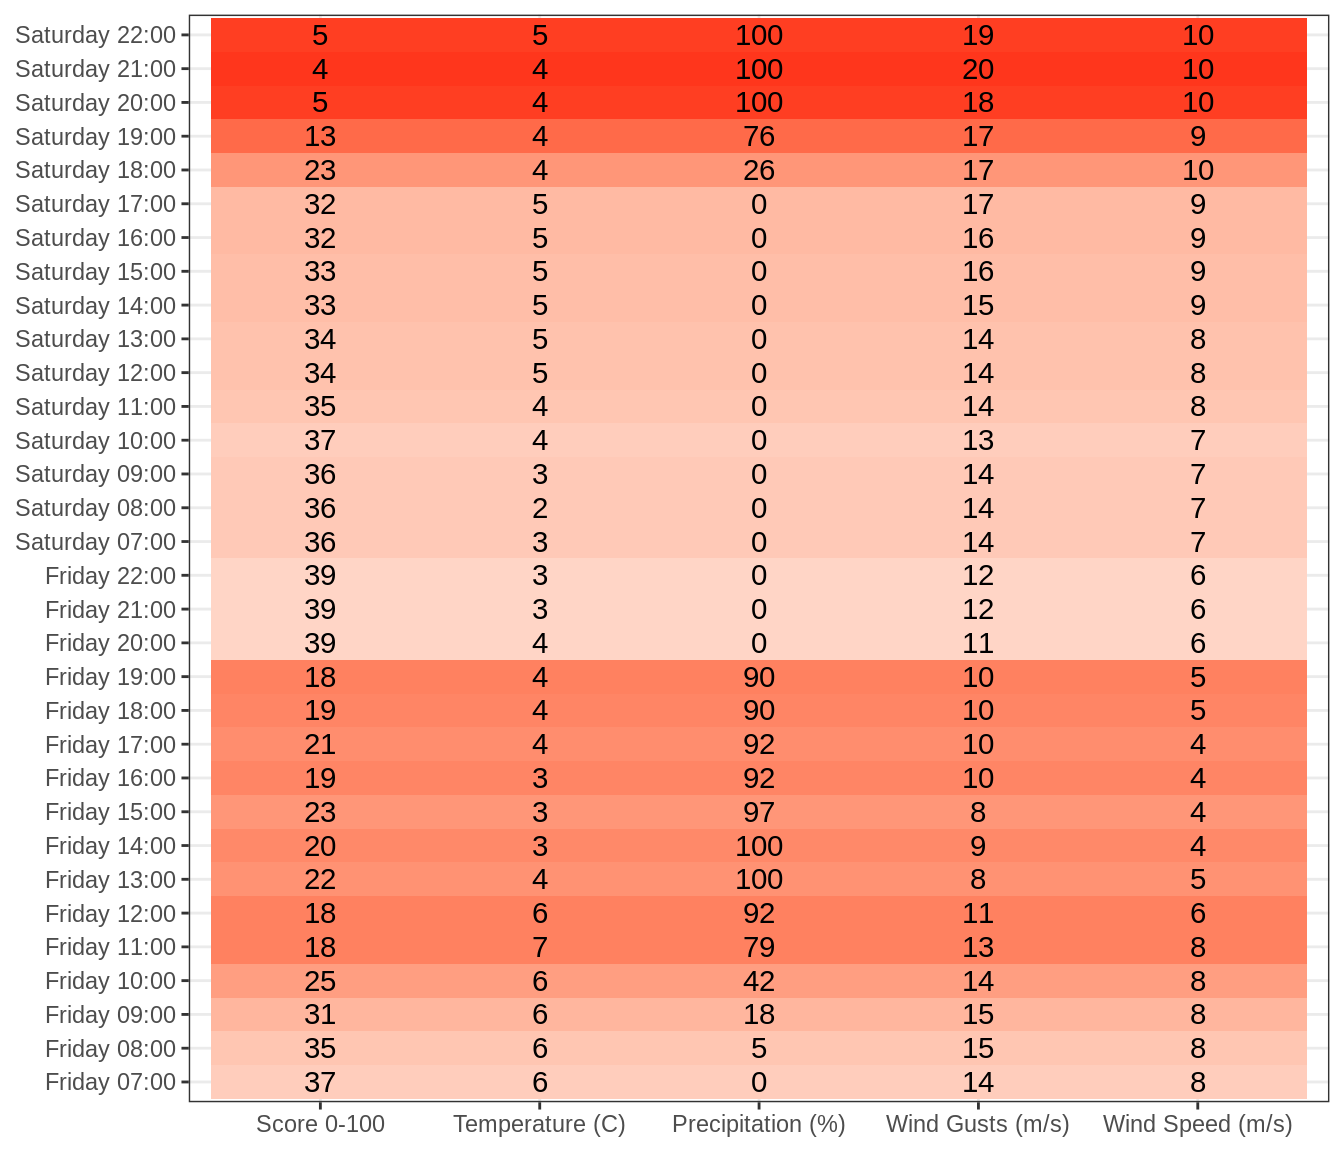 Saturday 22:00 5 5 100 19 10
Saturday 21:00 4 4 100 20 10
Saturday 20:00 5 4 100 18 10
Saturday 19:00 13 4 76 17 9
Saturday 18:00 23 4 26 17 10
Saturday 17:00 32 5 0 17 9
Saturday 16:00 32 5 0 16 9
Saturday 15:00 33 5 0 16 9
Saturday 14:00 33 5 0 15 9
Saturday 13:00 34 5 0 14 8
Saturday 12:00 34 5 0 14 8
Saturday 11:00 35 4 0 14 8
Saturday 10:00 37 4 0 13 7
Saturday 09:00 36 3 0 14 7
Saturday 08:00 36 2 0 14 7
Saturday 07:00 36 3 0 14 7
Friday 22:00 39 3 0 12 6
Friday 21:00 39 3 0 12 6
Friday 20:00 39 4 0 11 6
Friday 19:00 18 4 90 10 5
Friday 18:00 19 4 90 10 5
Friday 17:00 21 4 92 10 4
Friday 16:00 19 3 92 10 4
Friday 15:00 23 3 97 8 4
Friday 14:00 20 3 100 9 4
Friday 13:00 22 4 100 8 5
Friday 12:00 18 6 92 11 6
Friday 11:00 18 7 79 13 8
Friday 10:00 25 6 42 14 8
Friday 09:00 31 6 18 15 8
Friday 08:00 35 6 5 15 8
Friday 07:00 37 6 0 14 8
Score 0-100 Temperature (C) Precipitation (%) Wind Gusts (m/s) Wind Speed (m/s)